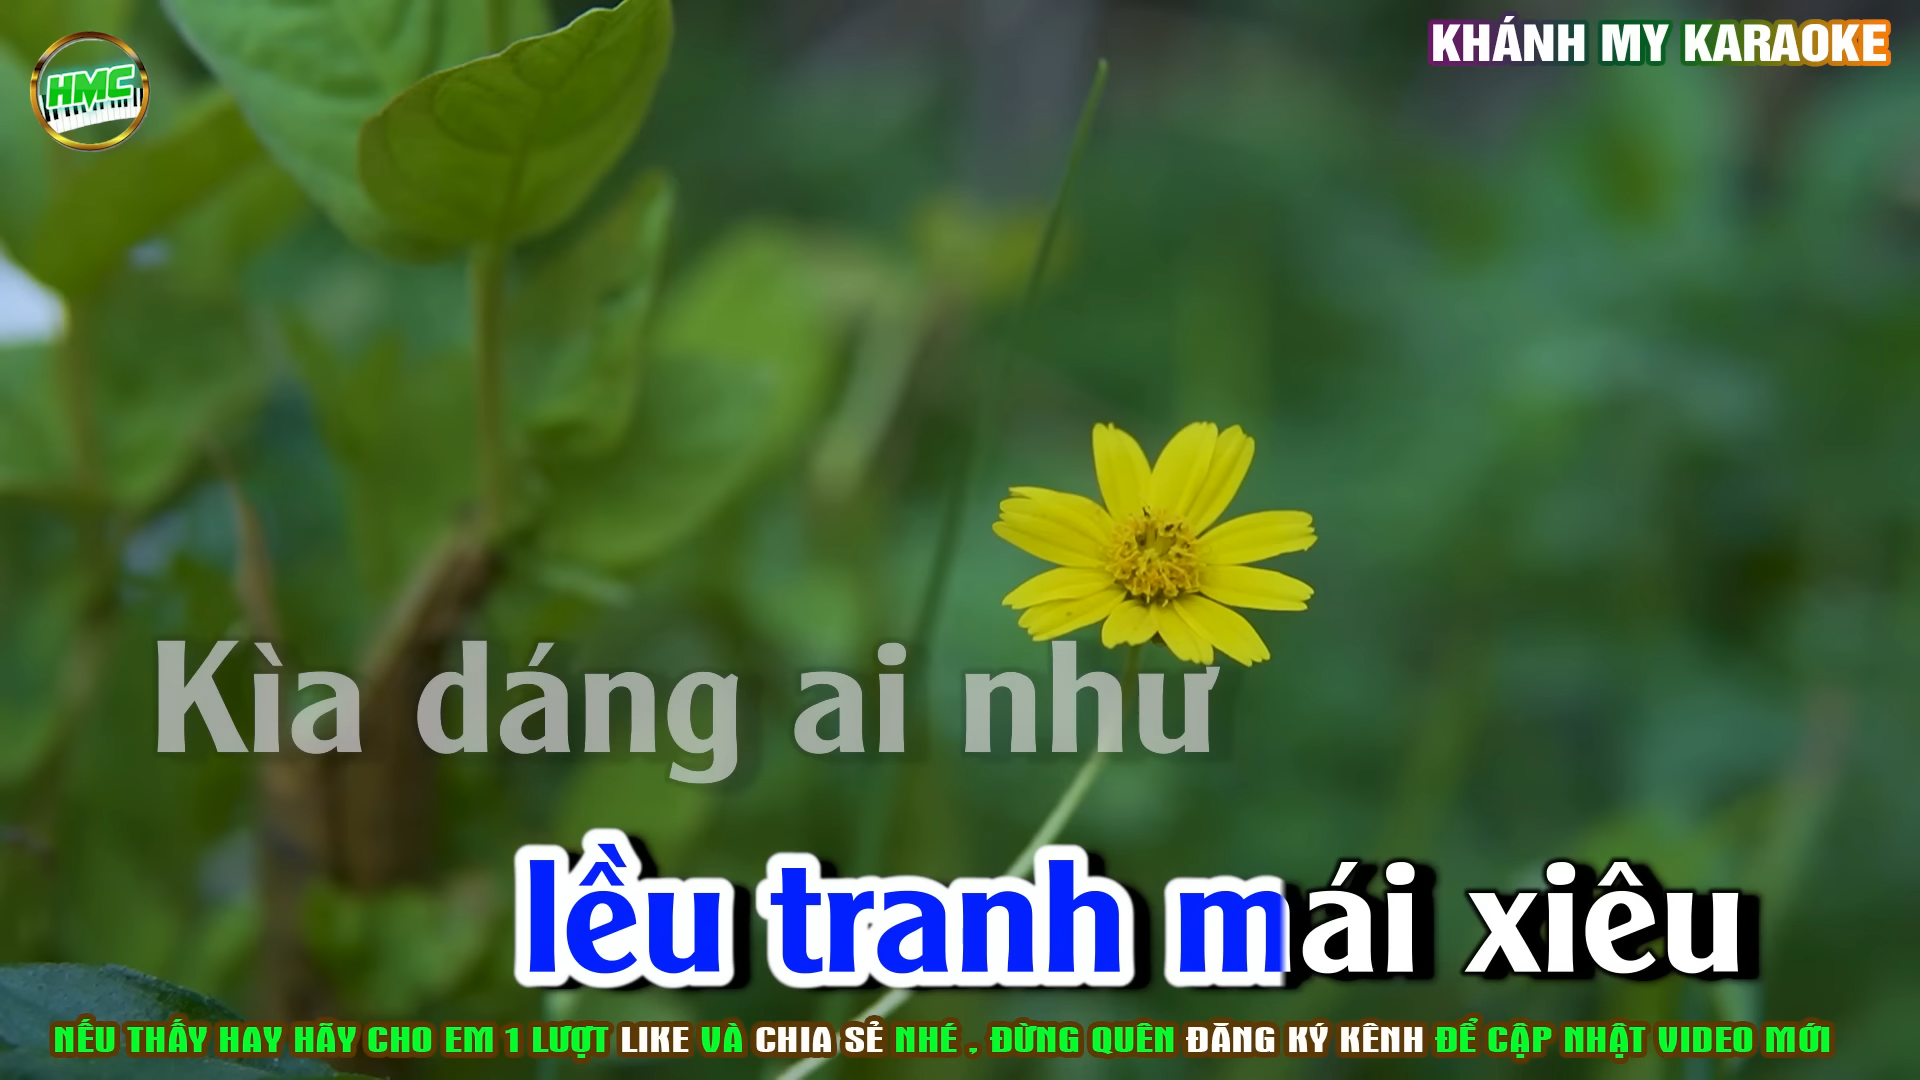 KHÁNH MY KARAOKE
HMC
Kìa dáng ai như
lều tranh mái xiêu
NẾU THẤY HAY HÃY CHO EM 1 LƯỢT LIKE VÀ CHIA SẺ NHÉ , ĐỪNG QUÊN ĐĂNG KÝ KÊNH ĐỂ CẬP NHẬT VIDEO MỚI